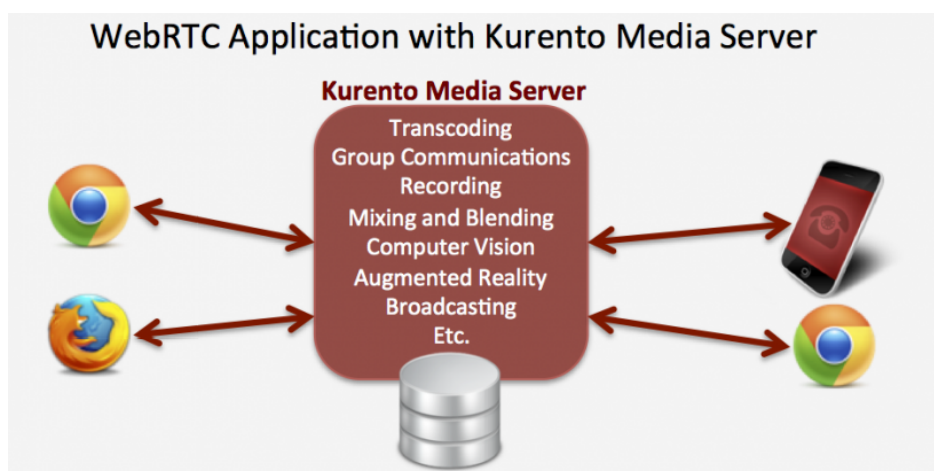 WebRTC Application with Kurento Media Server
Kurento Media Server
Transcoding
Group Communications
Recording
Mixing and Blending
Computer Vision
Augmented Reality
Broadcasting
Etc.